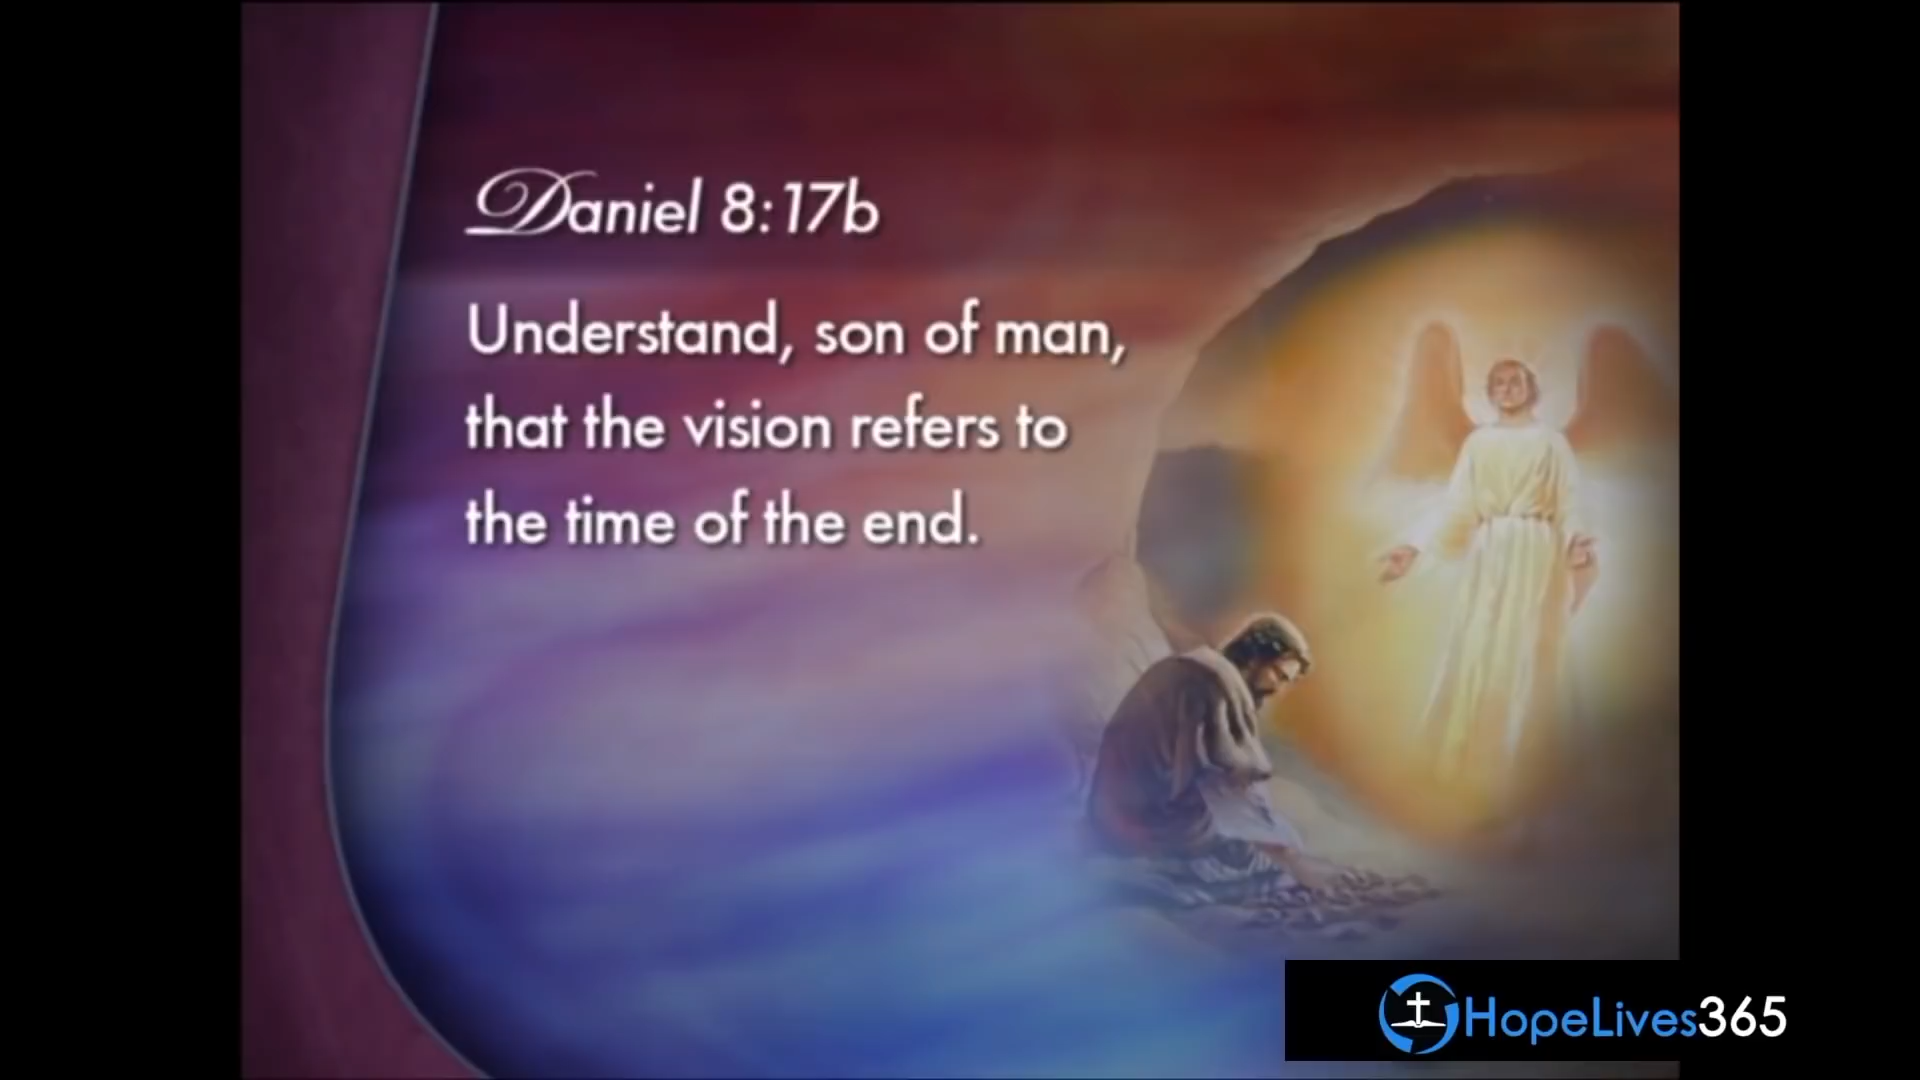 Daniel 8:17b
Understand, son of man,
that the vision refers to
the time of the end.
HopeLives365